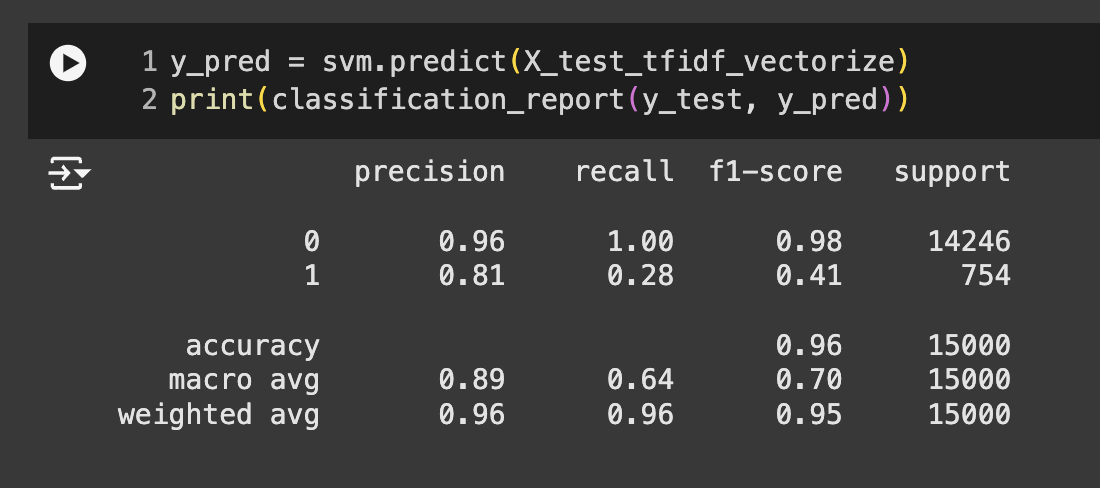 1 y_pred = svm.predict(X_test_tfidf_vectorize)
2 print(classification_report(y_test, y_pred))
precision recall f1-score support
0 0.96 1.00 0.98 14246
1 0.81 0.28 0.41 754
accuracy 0.96 15000
macro avg 0.89 0.64 0.70 15000
weighted avg 0.96 0.96 0.95 15000